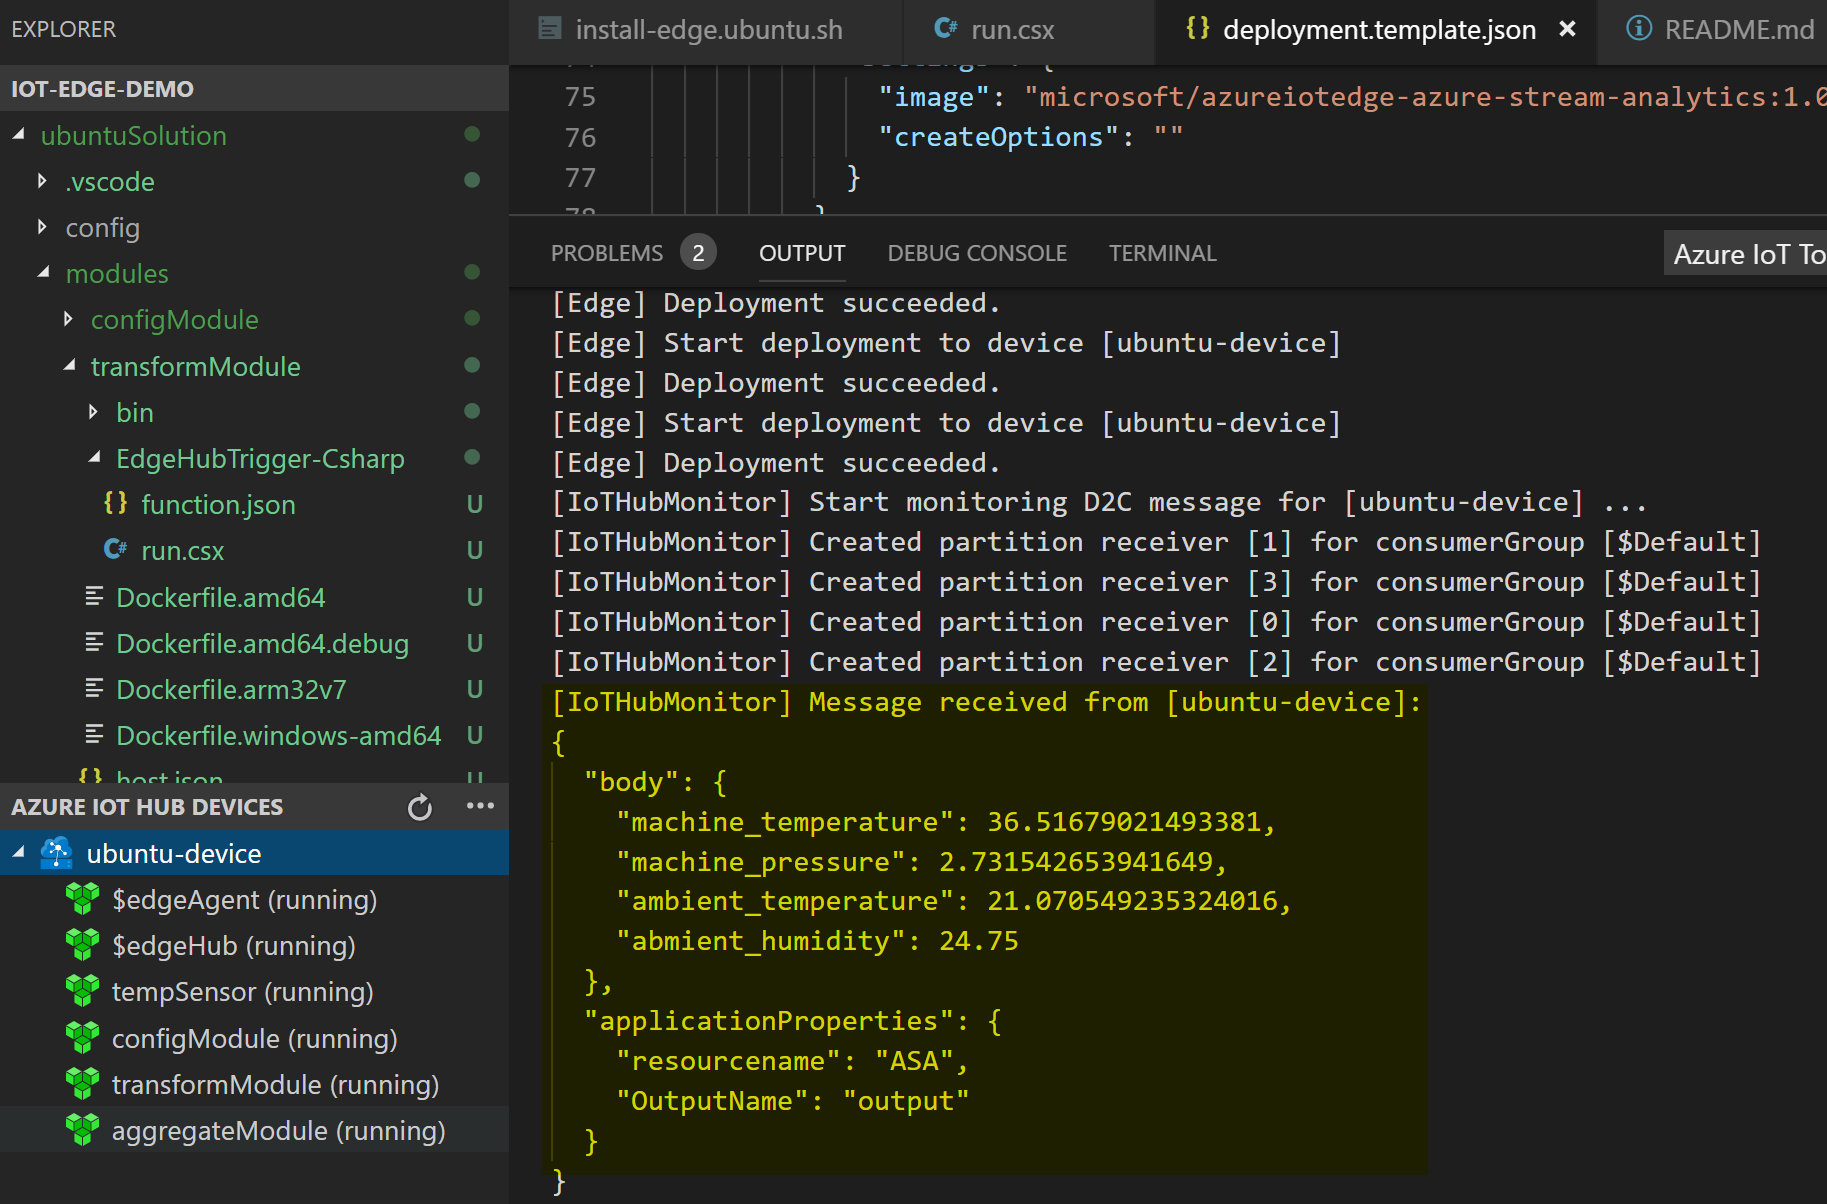 EXPLORER
IOT-EDGE-DEMO
ubuntuSolution
.vscode
config
modules
configModule
transformModule
bin
EdgeHubTrigger-Csharp
{} function.json U
C# run.csx U
Dockerfile.amd64 U
Dockerfile.amd64.debug U
Dockerfile.arm32v7 U
Dockerfile.windows-amd64 U
{} host.json U
AZURE IOT HUB DEVICES
ubuntu-device
$edgeAgent (running)
$edgeHub (running)
tempSensor (running)
configModule (running)
transformModule (running)
aggregateModule (running)
install-edge.ubuntu.sh
C# run.csx
{} deployment.template.json ×
README.md
75 "image": "microsoft/azureiotedge-azure-stream-analytics:1.0
76 "createOptions": ""
77 }
78 }
PROBLEMS 2 OUTPUT DEBUG CONSOLE TERMINAL
Azure IoT To
[Edge] Deployment succeeded.
[Edge] Start deployment to device [ubuntu-device]
[Edge] Deployment succeeded.
[Edge] Start deployment to device [ubuntu-device]
[Edge] Deployment succeeded.
[IoTHubMonitor] Start monitoring D2C message for [ubuntu-device] ...
[IoTHubMonitor] Created partition receiver [1] for consumerGroup [$Default]
[IoTHubMonitor] Created partition receiver [3] for consumerGroup [$Default]
[IoTHubMonitor] Created partition receiver [0] for consumerGroup [$Default]
[IoTHubMonitor] Created partition receiver [2] for consumerGroup [$Default]
[IoTHubMonitor] Message received from [ubuntu-device]:
{
"body": {
"machine_temperature": 36.51679021493381,
"machine_pressure": 2.731542653941649,
"ambient_temperature": 21.070549235324016,
"abmient_humidity": 24.75
},
"applicationProperties": {
"resourcename": "ASA",
"OutputName": "output"
}
}